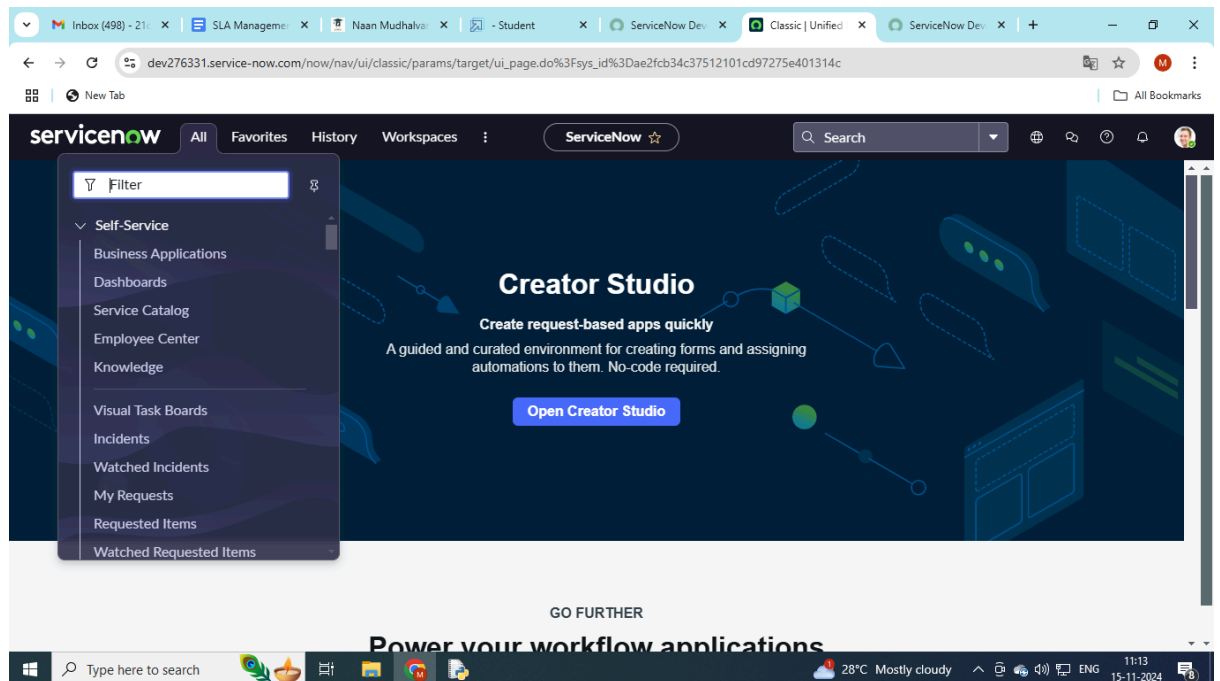 Inbox (498) - 21
SLA Managemen
Naan Mudhalva
- Student
ServiceNow Dev
Classic | Unified
ServiceNow Dev
dev276331.service-now.com/now/nav/ui/classic/params/target/ui_page.do%3Fsys_id%3Dae2fcb34c37512101cd97275e401314c
M
New Tab
All Bookmarks
servicenow
All
Favorites
History
Workspaces
ServiceNow
Search
Filter
Self-Service
Business Applications
Dashboards
Service Catalog
Employee Center
Knowledge
Visual Task Boards
Incidents
Watched Incidents
My Requests
Requested Items
Watched Requested Items
Creator Studio
Create request-based apps quickly
A guided and curated environment for creating forms and assigning
automations to them. No-code required.
Open Creator Studio
GO FURTHER
Power your workflow applications
Type here to search
28°C Mostly cloudy
ENG
11:13
15-11-2024
8